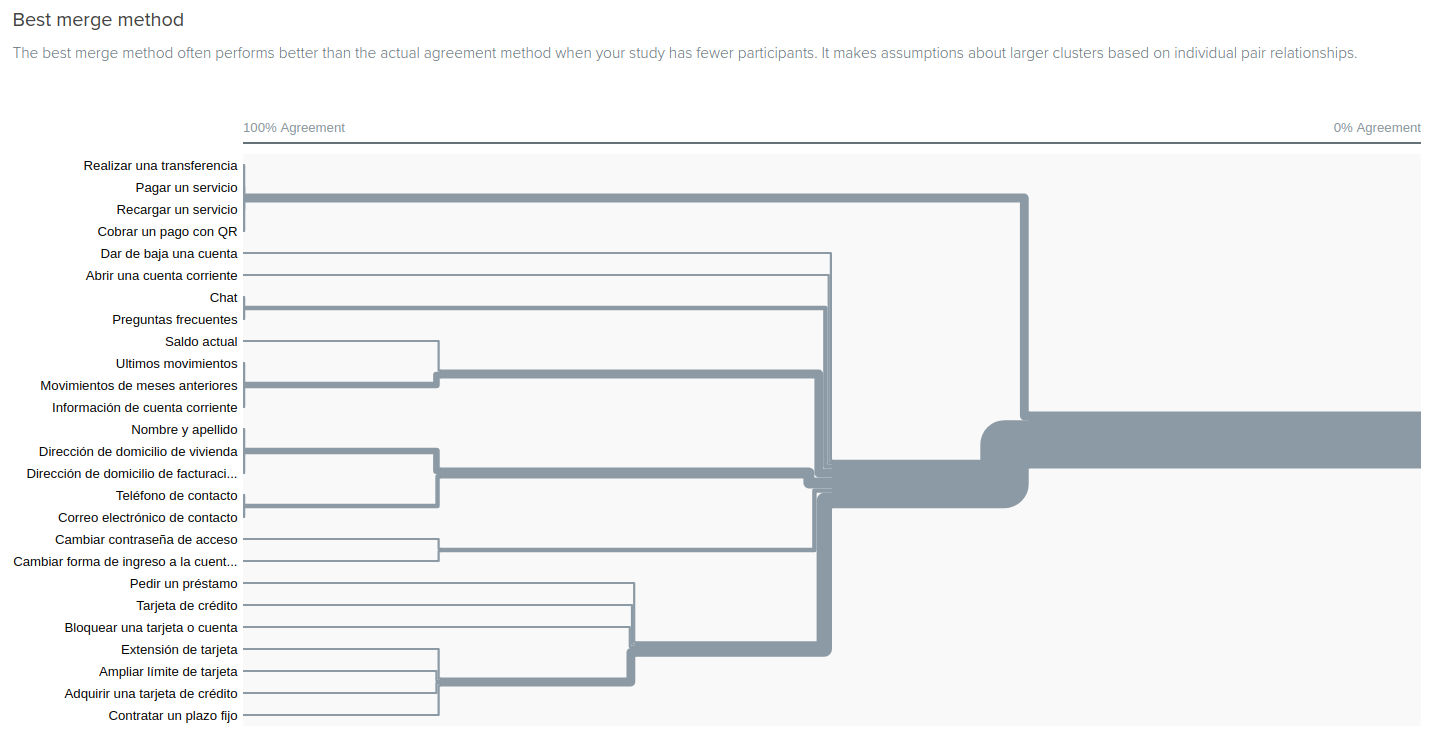 Best merge method
The best merge method often performs better than the actual agreement method when your study has fewer participants. It makes assumptions about larger clusters based on individual pair relationships.
100% Agreement
0% Agreement
Realizar una transferencia
Pagar un servicio
Recargar un servicio
Cobrar un pago con QR
Dar de baja una cuenta
Abrir una cuenta corriente
Chat
Preguntas frecuentes
Saldo actual
Ultimos movimientos
Movimientos de meses anteriores
Información de cuenta corriente
Nombre y apellido
Dirección de domicilio de vivienda
Dirección de domicilio de facturaci...
Teléfono de contacto
Correo electrónico de contacto
Cambiar contraseña de acceso
Cambiar forma de ingreso a la cuent...
Pedir un préstamo
Tarjeta de crédito
Bloquear una tarjeta o cuenta
Extensión de tarjeta
Ampliar límite de tarjeta
Adquirir una tarjeta de crédito
Contratar un plazo fijo